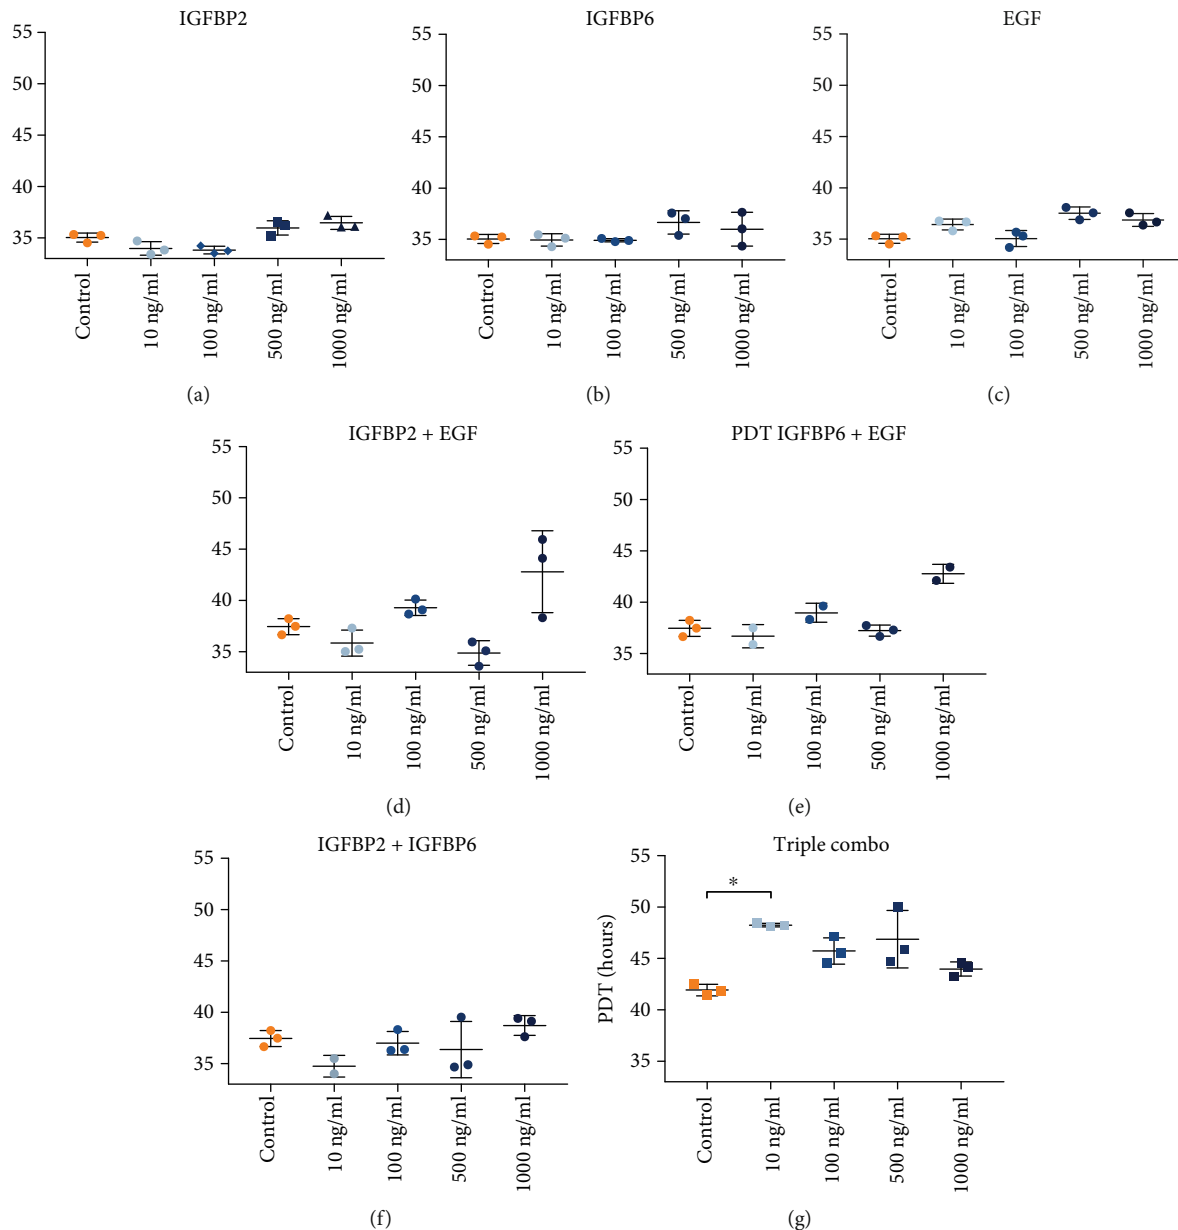 IGFBP2
55
50
45
40
35
Control
10 ng/ml
100 ng/ml
500 ng/ml
1000 ng/ml
(a)
IGFBP6
55
50
45
40
35
Control
10 ng/ml
100 ng/ml
500 ng/ml
1000 ng/ml
(b)
EGF
55
50
45
40
35
Control
10 ng/ml
100 ng/ml
500 ng/ml
1000 ng/ml
(c)
IGFBP2 + EGF
55
50
45
40
35
Control
10 ng/ml
100 ng/ml
500 ng/ml
1000 ng/ml
(d)
PDT IGFBP6 + EGF
55
50
45
40
35
Control
10 ng/ml
100 ng/ml
500 ng/ml
1000 ng/ml
(e)
IGFBP2 + IGFBP6
55
50
45
40
35
Control
10 ng/ml
100 ng/ml
500 ng/ml
1000 ng/ml
(f)
Triple combo
PDT (hours)
55
50
45
40
35
*
Control
10 ng/ml
100 ng/ml
500 ng/ml
1000 ng/ml
(g)